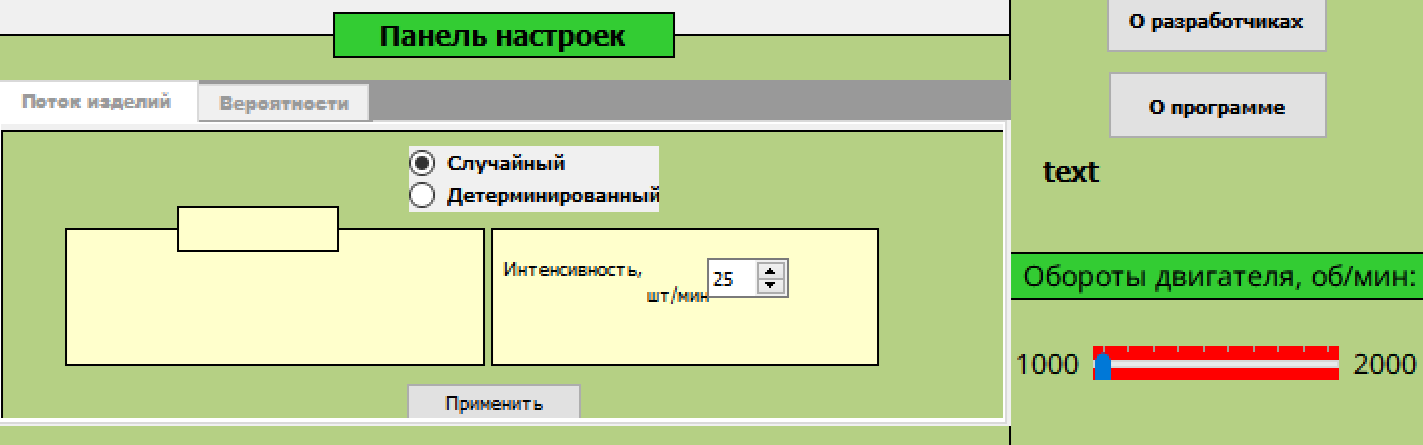 Панель настроек
О разработчиках
О программе
Поток изделий
Вероятности
Случайный
Детерминированный
text
Интенсивность,
шт/мин
25
Обороты двигателя, об/мин:
1000
2000
Применить